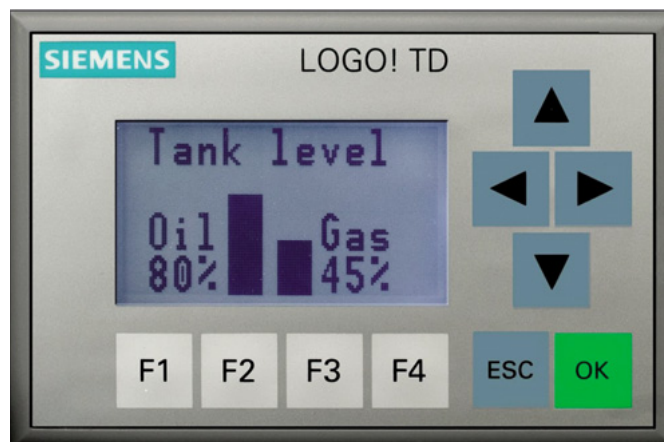 SIEMENS
LOGO! TD
Tank level
Oil Gas
80% 45%
F1 F2 F3 F4 ESC OK